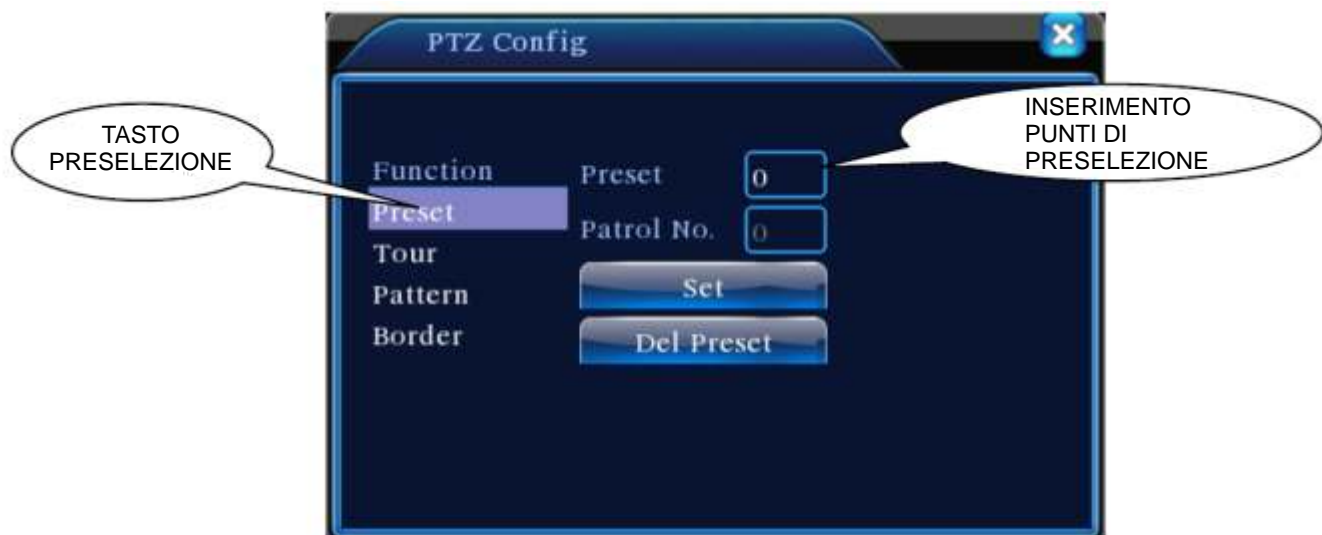 PTZ Config
TASTO
PRESELEZIONE
INSERIMENTO
PUNTI DI
PRESELEZIONE
Function
Preset
Tour
Pattern
Border
Preset 0
Patrol No. 0
Set
Del Preset